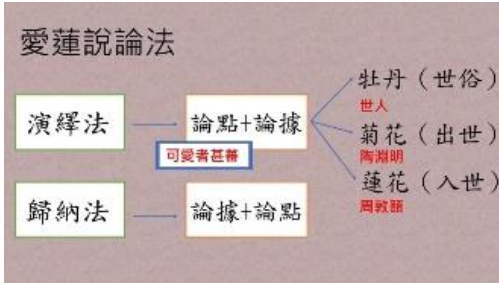 愛蓮說論法
演繹法
論點+論據
可愛者甚蕃
牡丹（世俗）
世人
菊花（出世）
陶淵明
蓮花（入世）
周敦頤
歸納法
論據+論點